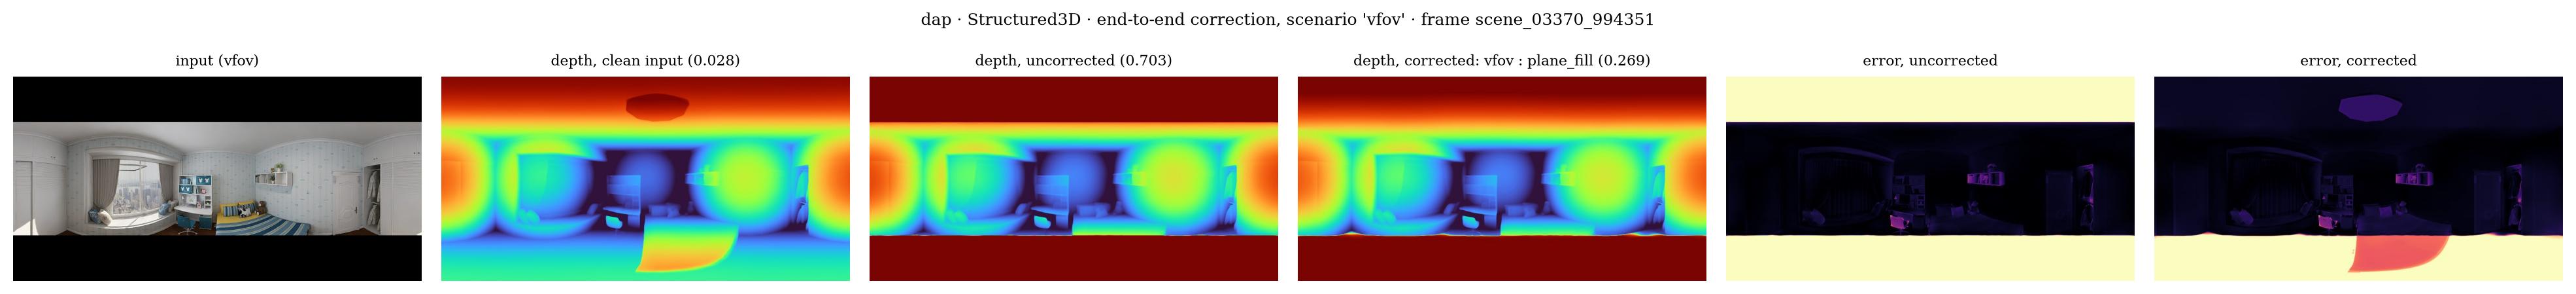 dap · Structured3D · end-to-end correction, scenario 'vfov' · frame scene_03370_994351
input (vfov)
depth, clean input (0.028)
depth, uncorrected (0.703)
depth, corrected: vfov : plane_fill (0.269)
error, uncorrected
error, corrected